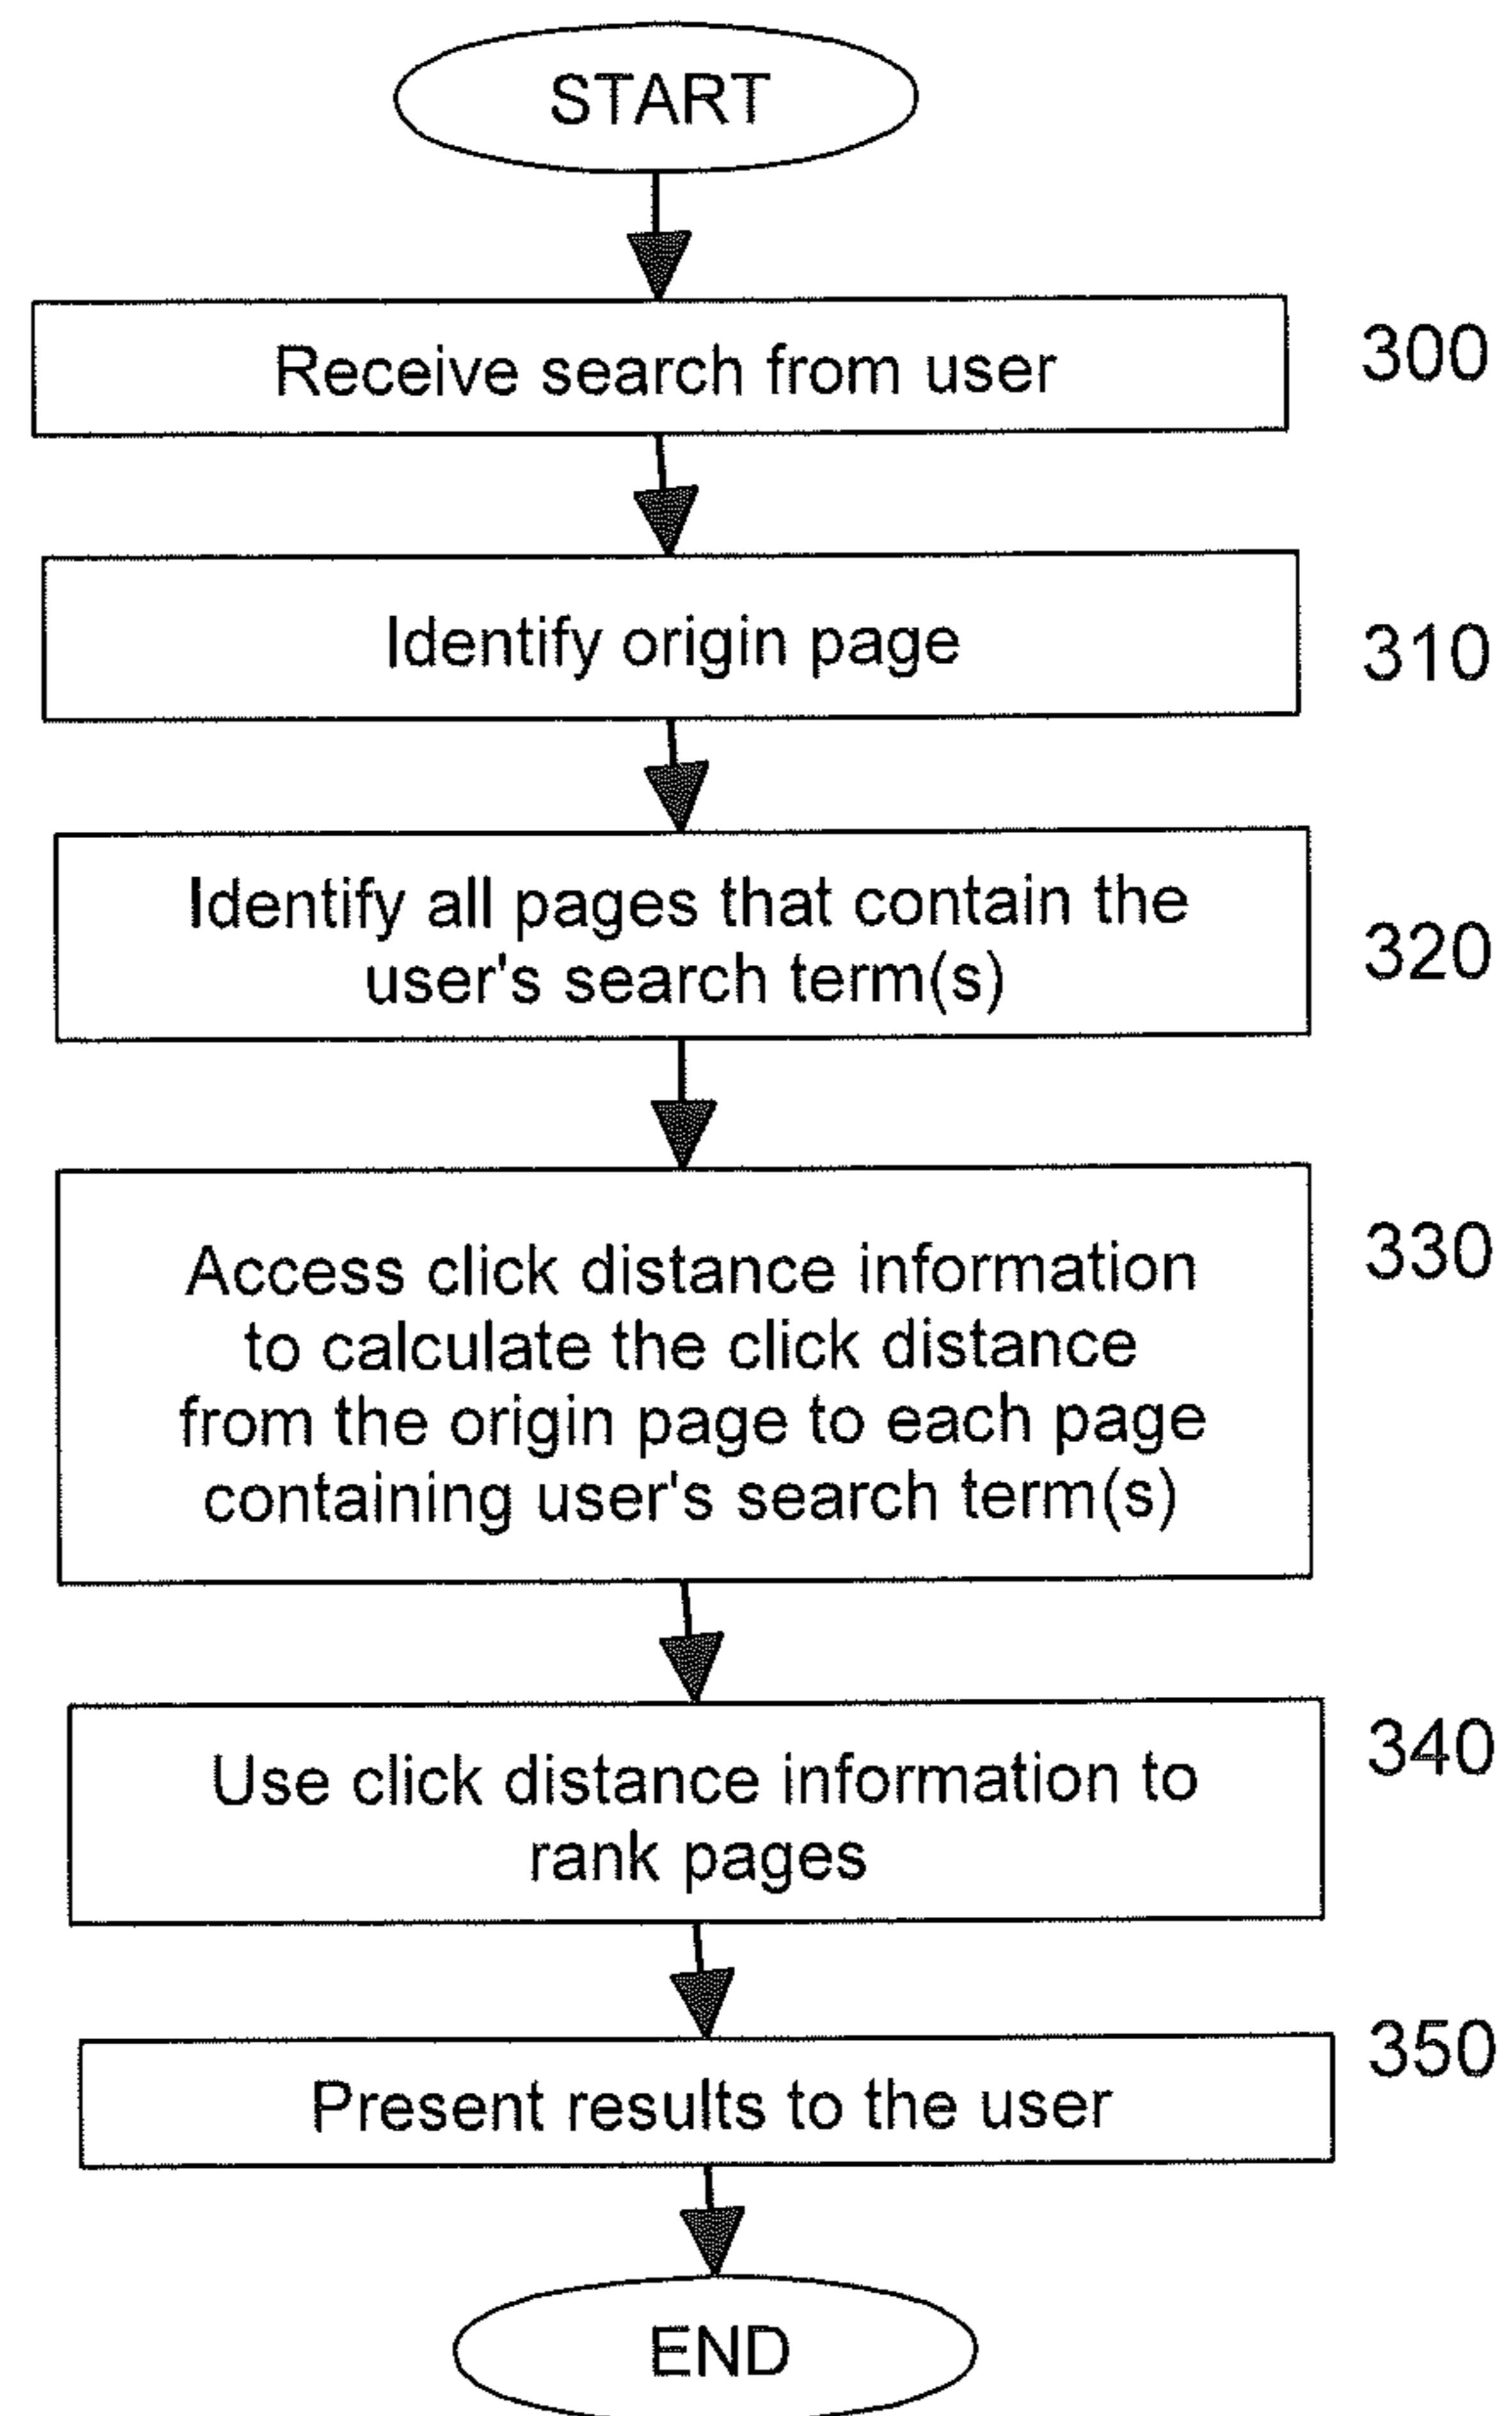 START
Receive search from user
300
Identify origin page
310
Identify all pages that contain the
user's search term(s)
320
Access click distance information
to calculate the click distance
from the origin page to each page
containing user's search term(s)
330
Use click distance information to
rank pages
340
Present results to the user
350
END